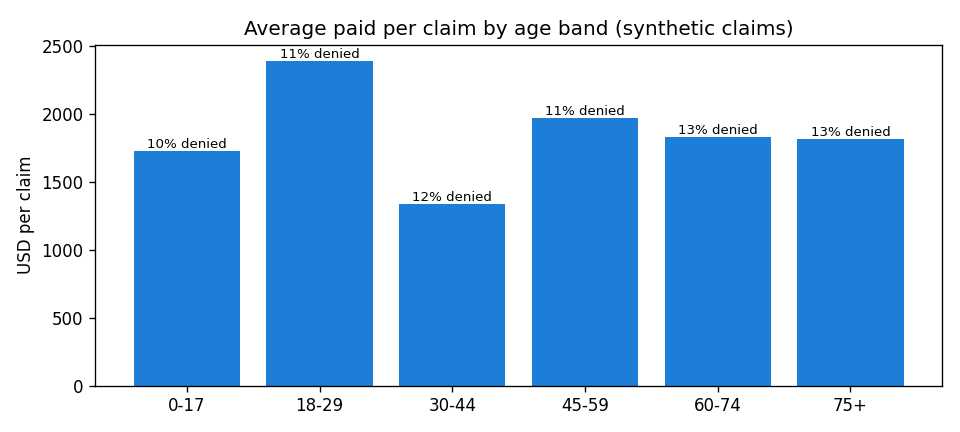 Average paid per claim by age band (synthetic claims)
USD per claim
2500
2000
1500
1000
500
0
10% denied
11% denied
12% denied
11% denied
13% denied
13% denied
0-17
18-29
30-44
45-59
60-74
75+